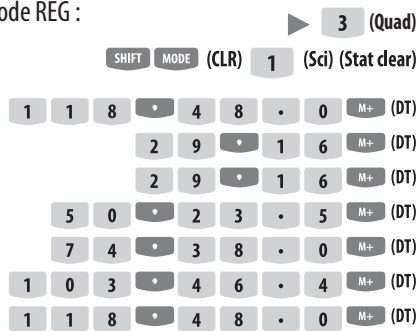 ode REG :
▶ 3 (Quad)
SHIFT MODE (CLR) 1 (Sci) (Stat clear)
1 1 8 , 4 8 . 0 M+ (DT)
2 9 , 1 6 M+ (DT)
2 9 , 1 6 M+ (DT)
5 0 , 2 3 . 5 M+ (DT)
7 4 , 3 8 . 0 M+ (DT)
1 0 3 , 4 6 . 4 M+ (DT)
1 1 8 , 4 8 . 0 M+ (DT)